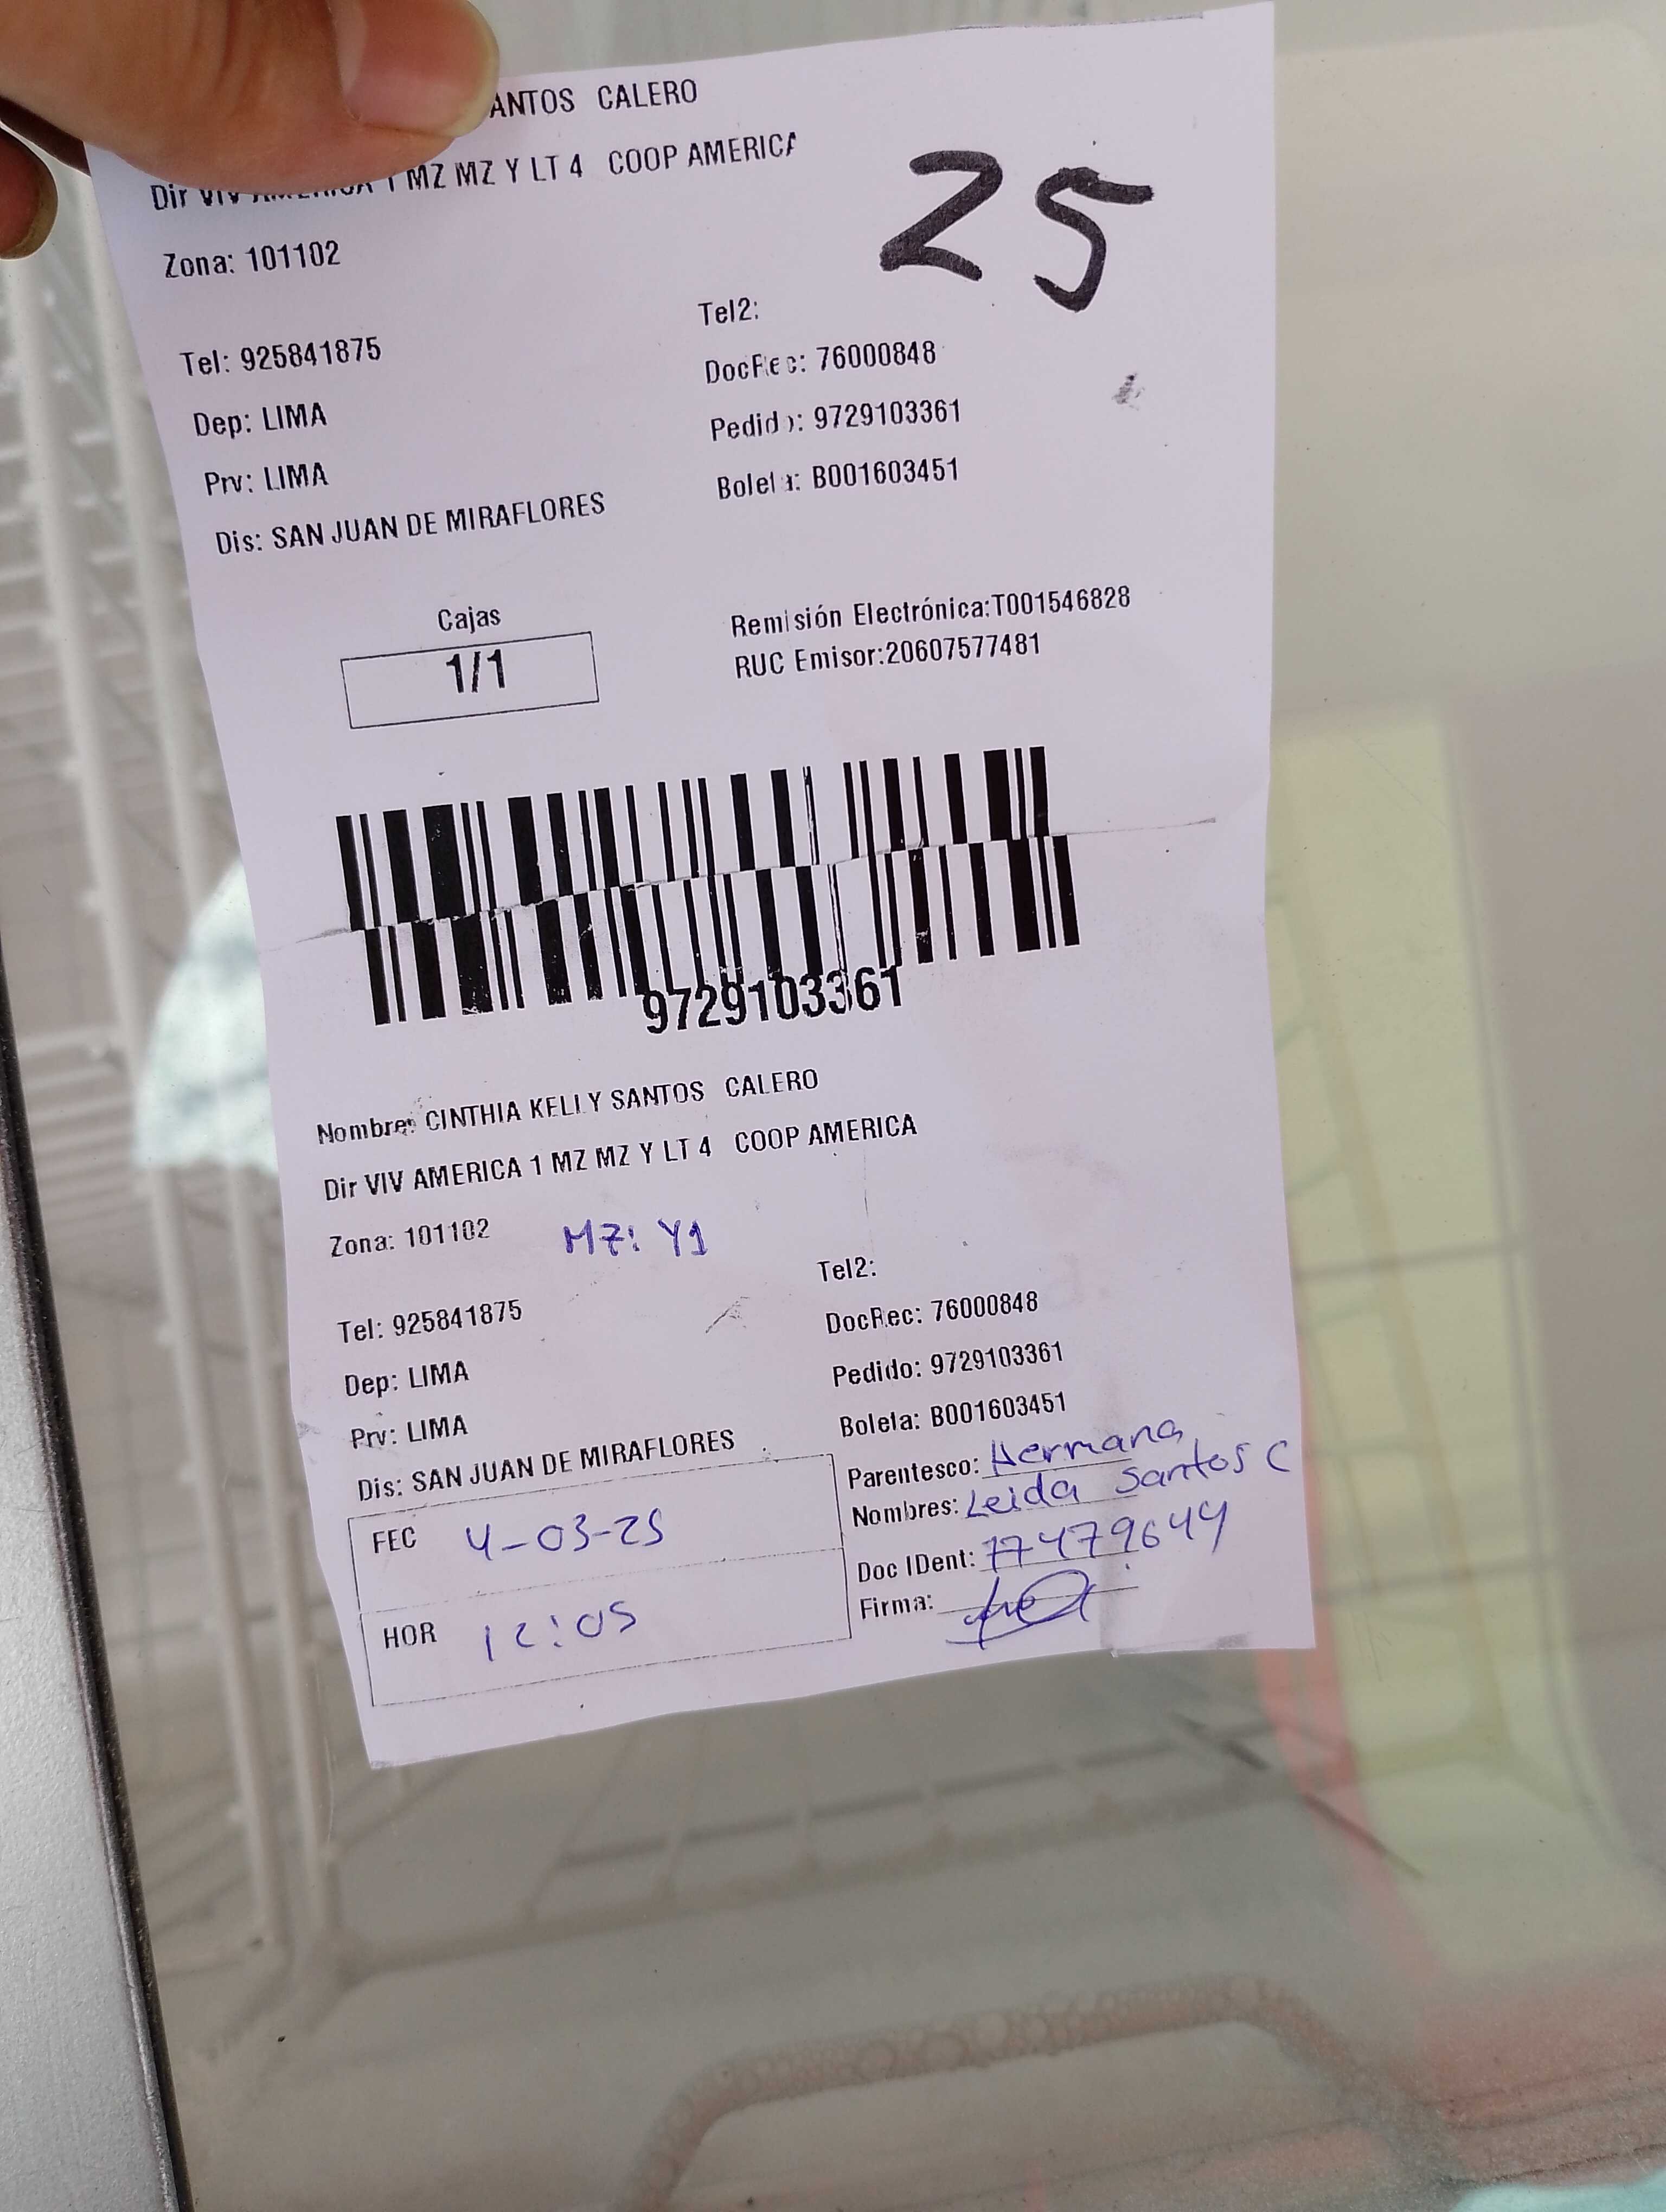 ANTOS CALERO
Dir VIV AMERICA 1 MZ MZ Y LT 4 COOP AMERICA
25
Zona: 101102
Tel2:
Tel: 925841875
DocRec: 76000848
Dep: LIMA
Pedido: 9729103361
Prv: LIMA
Boleta: B001603451
Dis: SAN JUAN DE MIRAFLORES
Cajas
1/1
Remisión Electrónica:T001546828
RUC Emisor:20607577481
9729103361
Nombre: CINTHIA KELLY SANTOS CALERO
Dir VIV AMERICA 1 MZ MZ Y LT 4 COOP AMERICA
Zona: 101102 MZ: Y1
Tel2:
Tel: 925841875
DocRec: 76000848
Dep: LIMA
Pedido: 9729103361
Prv: LIMA
Boleta: B001603451
Dis: SAN JUAN DE MIRAFLORES
Parentesco: Hermana
Nombres: Leida Santos C
FEC 4-03-25
Doc IDent: 77479644
Firma:
HOR 12:05